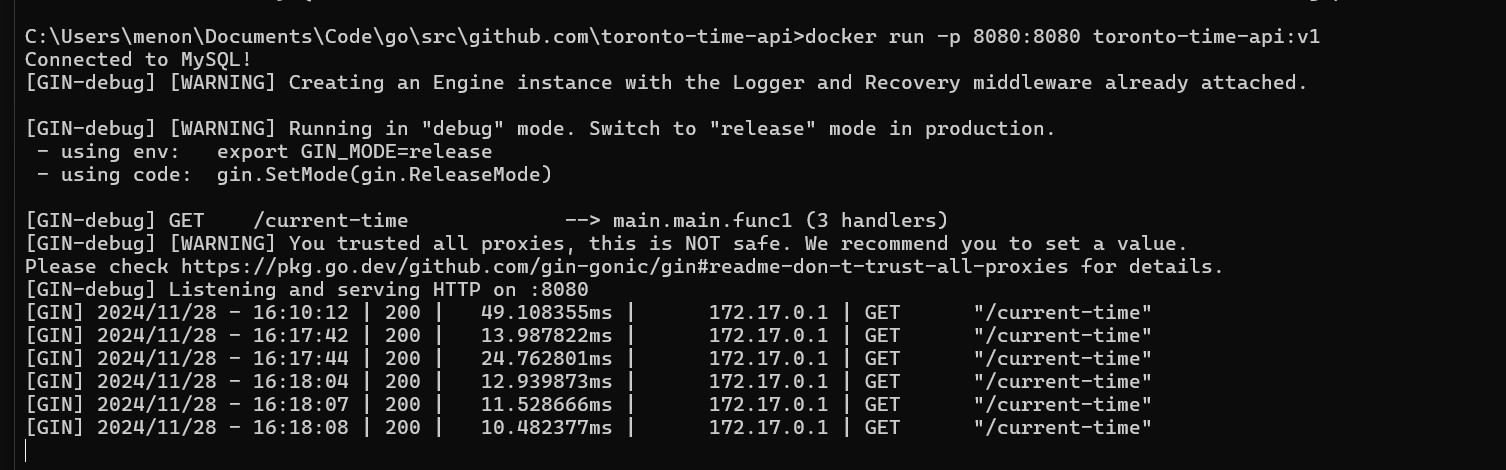 C:\Users\menon\Documents\Code\go\src\github.com\toronto-time-api>docker run -p 8080:8080 toronto-time-api:v1
Connected to MySQL!
[GIN-debug] [WARNING] Creating an Engine instance with the Logger and Recovery middleware already attached.
[GIN-debug] [WARNING] Running in "debug" mode. Switch to "release" mode in production.
 - using env:   export GIN_MODE=release
 - using code:  gin.SetMode(gin.ReleaseMode)
[GIN-debug] GET    /current-time             --> main.main.func1 (3 handlers)
[GIN-debug] [WARNING] You trusted all proxies, this is NOT safe. We recommend you to set a value.
Please check https://pkg.go.dev/github.com/gin-gonic/gin#readme-don-t-trust-all-proxies for details.
[GIN-debug] Listening and serving HTTP on :8080
[GIN] 2024/11/28 - 16:10:12 | 200 |   49.108355ms |      172.17.0.1 | GET      "/current-time"
[GIN] 2024/11/28 - 16:17:42 | 200 |   13.987822ms |      172.17.0.1 | GET      "/current-time"
[GIN] 2024/11/28 - 16:17:44 | 200 |   24.762801ms |      172.17.0.1 | GET      "/current-time"
[GIN] 2024/11/28 - 16:18:04 | 200 |   12.939873ms |      172.17.0.1 | GET      "/current-time"
[GIN] 2024/11/28 - 16:18:07 | 200 |   11.528666ms |      172.17.0.1 | GET      "/current-time"
[GIN] 2024/11/28 - 16:18:08 | 200 |   10.482377ms |      172.17.0.1 | GET      "/current-time"